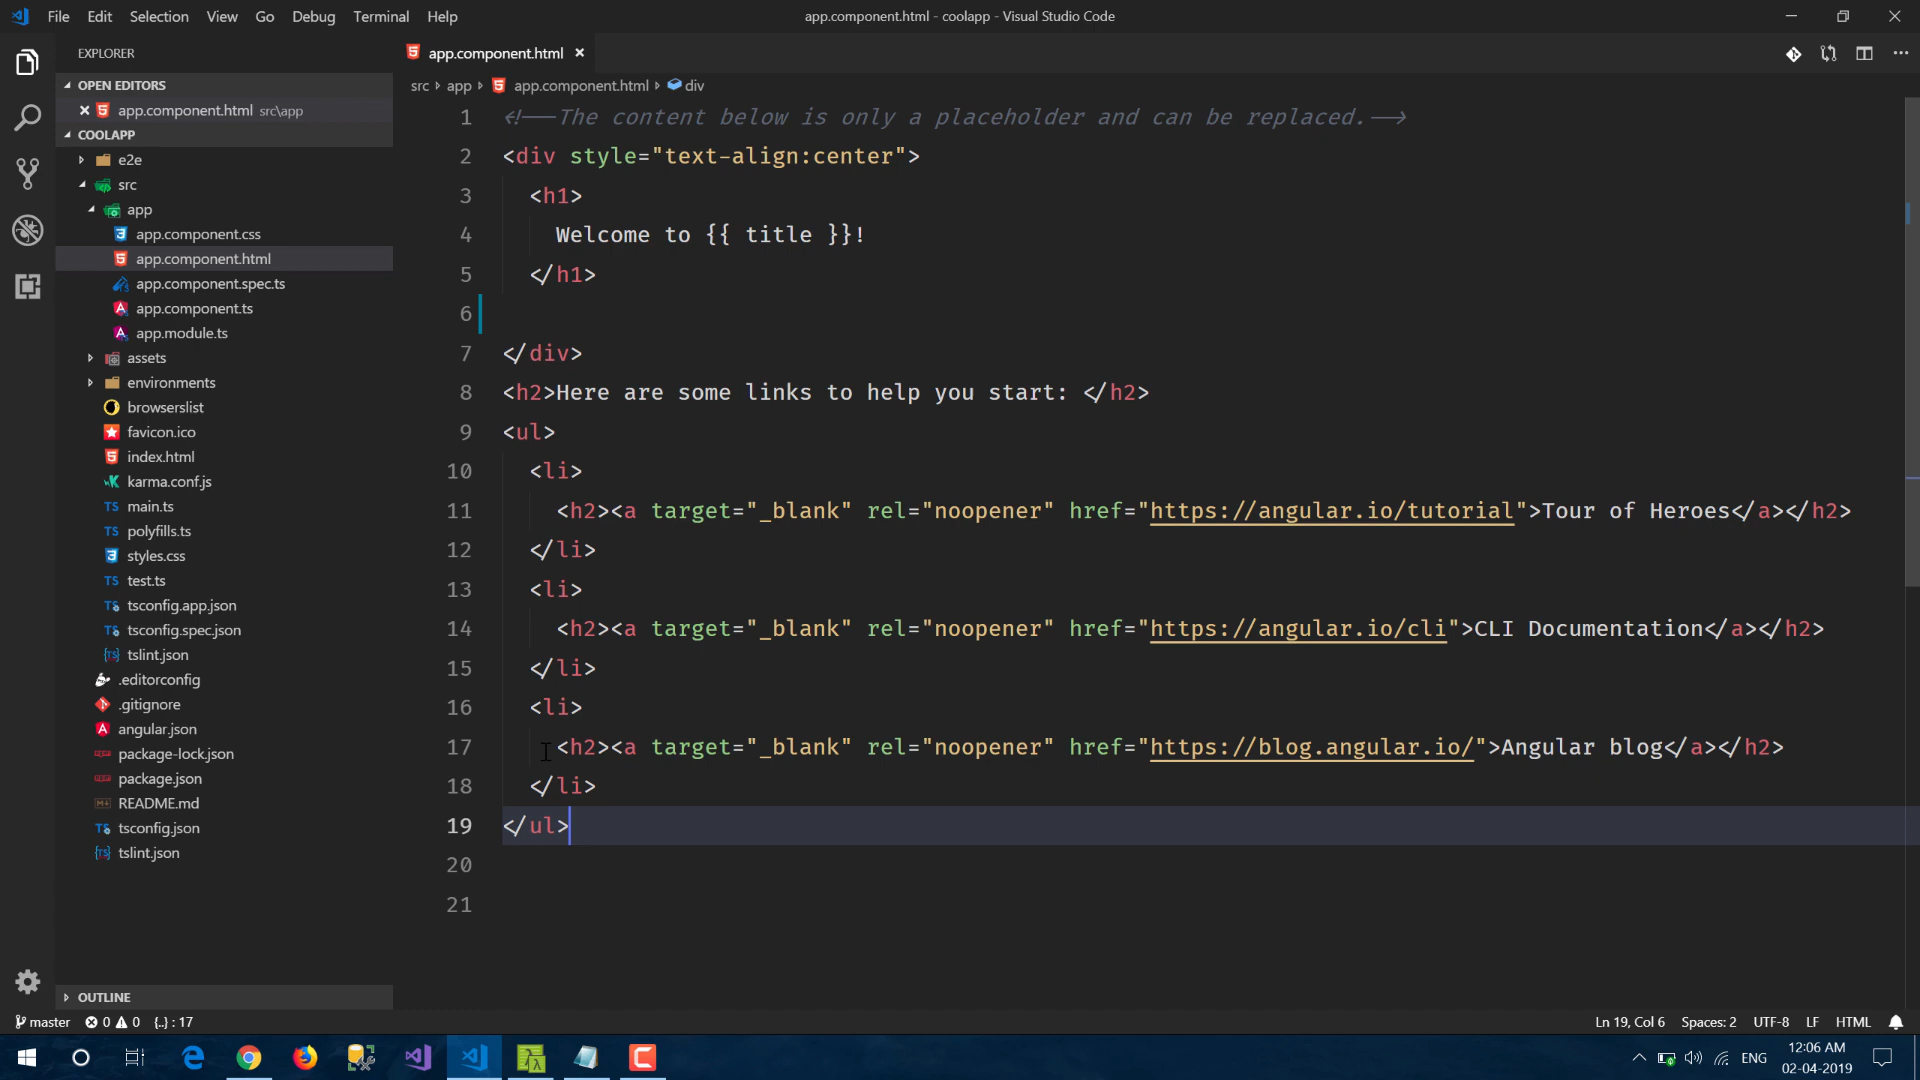 File Edit Selection View Go Debug Terminal Help
app.component.html - coolapp - Visual Studio Code
EXPLORER
OPEN EDITORS
app.component.html src\app
COOLAPP
e2e
src
app
app.component.css
app.component.html
app.component.spec.ts
app.component.ts
app.module.ts
assets
environments
browserslist
favicon.ico
index.html
karma.conf.js
main.ts
polyfills.ts
styles.css
test.ts
tsconfig.app.json
tsconfig.spec.json
tslint.json
.editorconfig
.gitignore
angular.json
package-lock.json
package.json
README.md
tsconfig.json
tslint.json
OUTLINE
app.component.html
src app app.component.html div
1 <!--The content below is only a placeholder and can be replaced.-->
2 <div style="text-align:center">
3 <h1>
4 Welcome to {{ title }}!
5 </h1>
6
7 </div>
8 <h2>Here are some links to help you start: </h2>
9 <ul>
10 <li>
11 <h2><a target="_blank" rel="noopener" href="https://angular.io/tutorial">Tour of Heroes</a></h2>
12 </li>
13 <li>
14 <h2><a target="_blank" rel="noopener" href="https://angular.io/cli">CLI Documentation</a></h2>
15 </li>
16 <li>
17 <h2><a target="_blank" rel="noopener" href="https://blog.angular.io/">Angular blog</a></h2>
18 </li>
19 </ul>
20
21
master 0 0 {..} : 17
Ln 19, Col 6 Spaces: 2 UTF-8 LF HTML
ENG
12:06 AM
02-04-2019